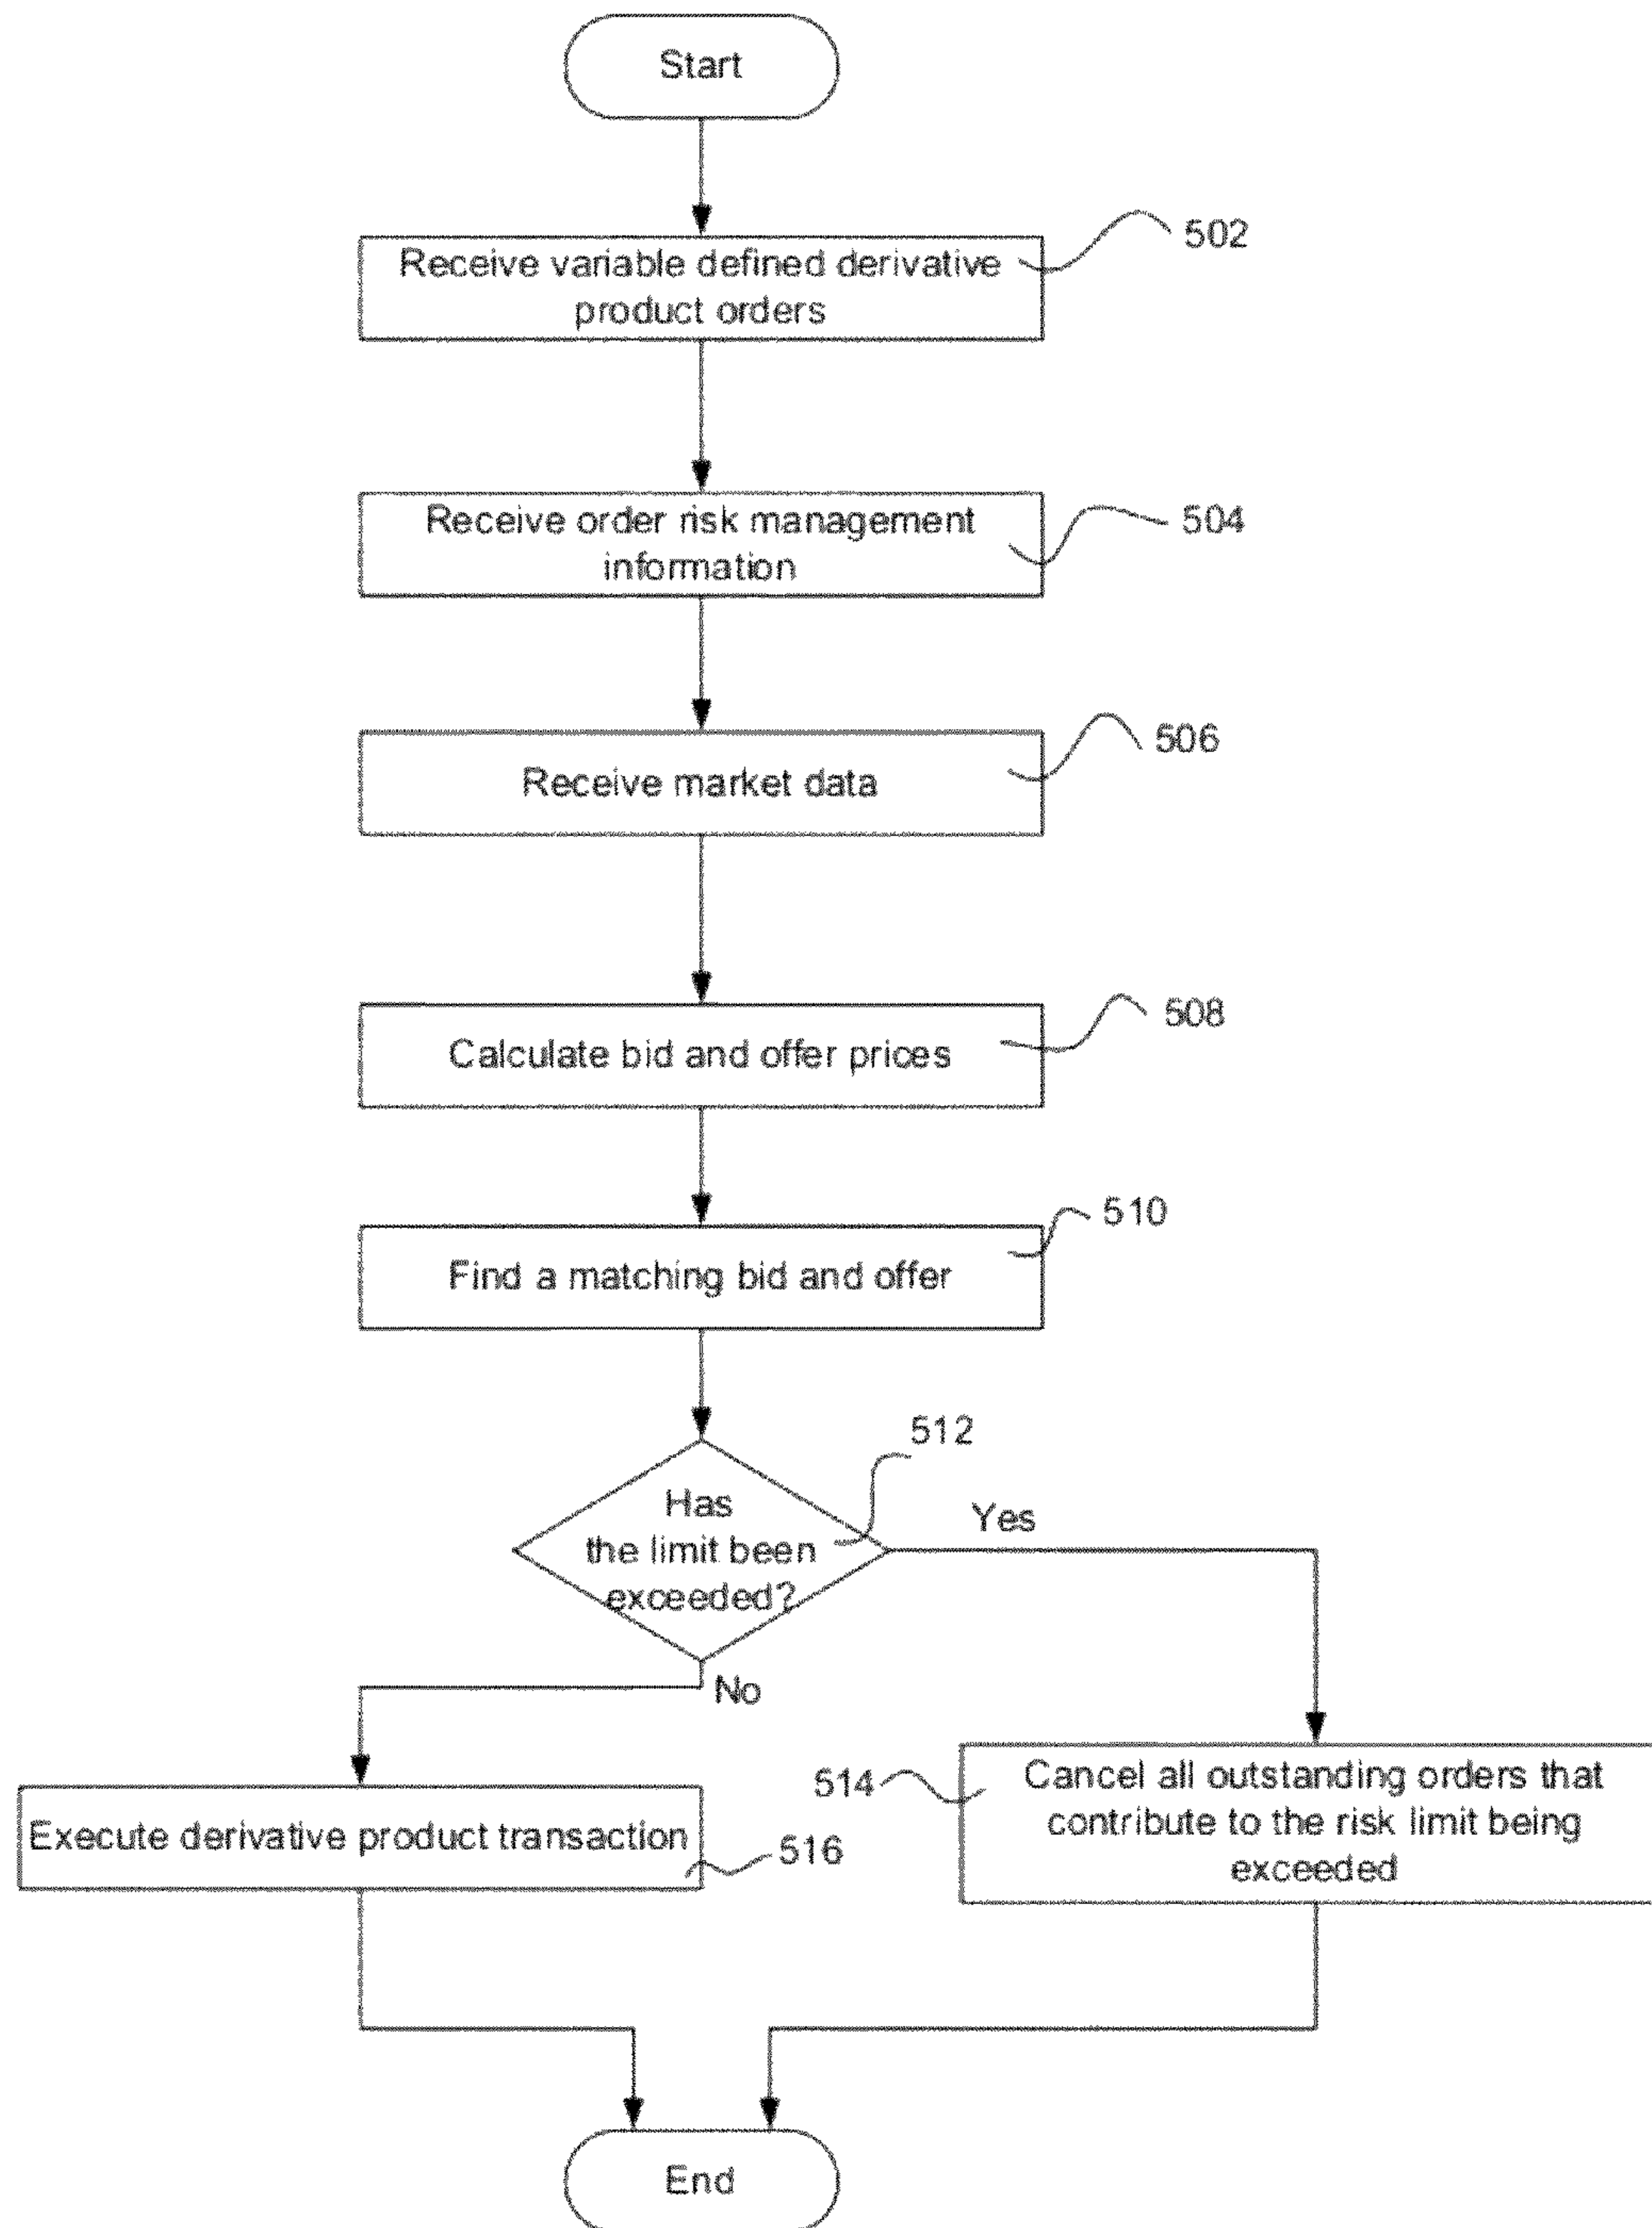 Start
502
Receive variable defined derivative
product orders
504
Receive order risk management
information
506
Receive market data
508
Calculate bid and offer prices
510
Find a matching bid and offer
512
Has
the limit been
exceeded?
Yes
No
514
Cancel all outstanding orders that
contribute to the risk limit being
exceeded
Execute derivative product transaction
516
End